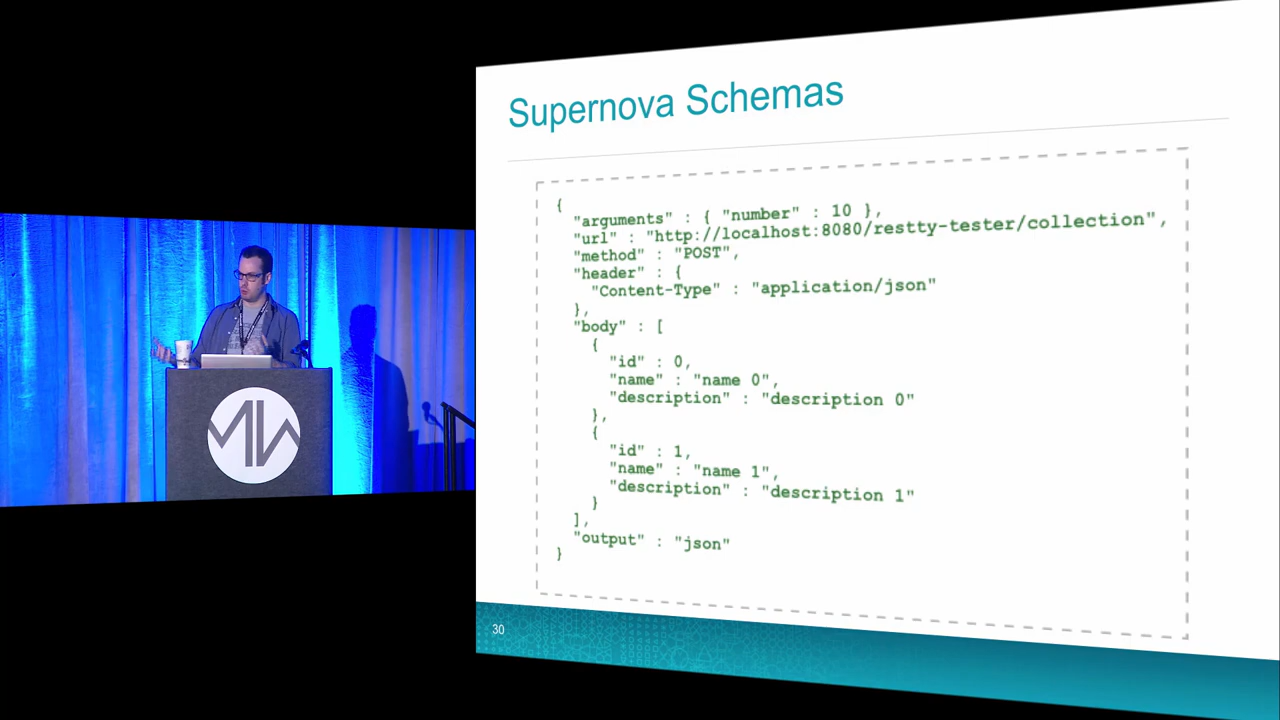 Supernova Schemas
{
"arguments" : { "number" : 10 },
"url" : "http://localhost:8080/restty-tester/collection",
"method" : "POST",
"header" : {
"Content-Type" : "application/json"
},
"body" : [
{
"id" : 0,
"name" : "name 0",
"description" : "description 0"
},
{
"id" : 1,
"name" : "name 1",
"description" : "description 1"
}
],
"output" : "json"
}
30
MW